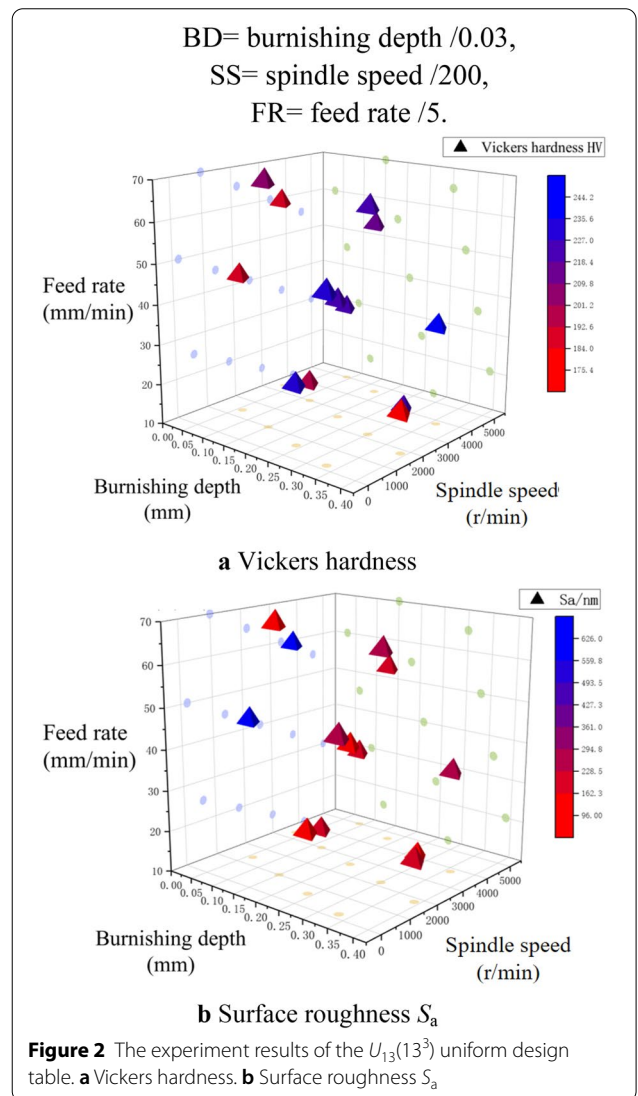 BD= burnishing depth /0.03,
SS= spindle speed /200,
FR= feed rate /5.
Vickers hardness HV
70
60
50
40
30
20
10
Feed rate
(mm/min)
0.00
0.05
0.10
0.15
0.20
0.25
0.30
0.35
0.40
Burnishing depth
(mm)
0
1000
2000
3000
4000
5000
Spindle speed
(r/min)
244.2
235.6
227.0
218.4
209.8
201.2
192.6
184.0
175.4
a Vickers hardness
Sa/nm
70
60
50
40
30
20
10
Feed rate
(mm/min)
0.00
0.05
0.10
0.15
0.20
0.25
0.30
0.35
0.40
Burnishing depth
(mm)
0
1000
2000
3000
4000
5000
Spindle speed
(r/min)
626.0
559.8
493.5
427.3
361.0
294.8
228.5
162.3
96.00
b Surface roughness Sa
Figure 2 The experiment results of the U13(13³) uniform design
table. a Vickers hardness. b Surface roughness Sa